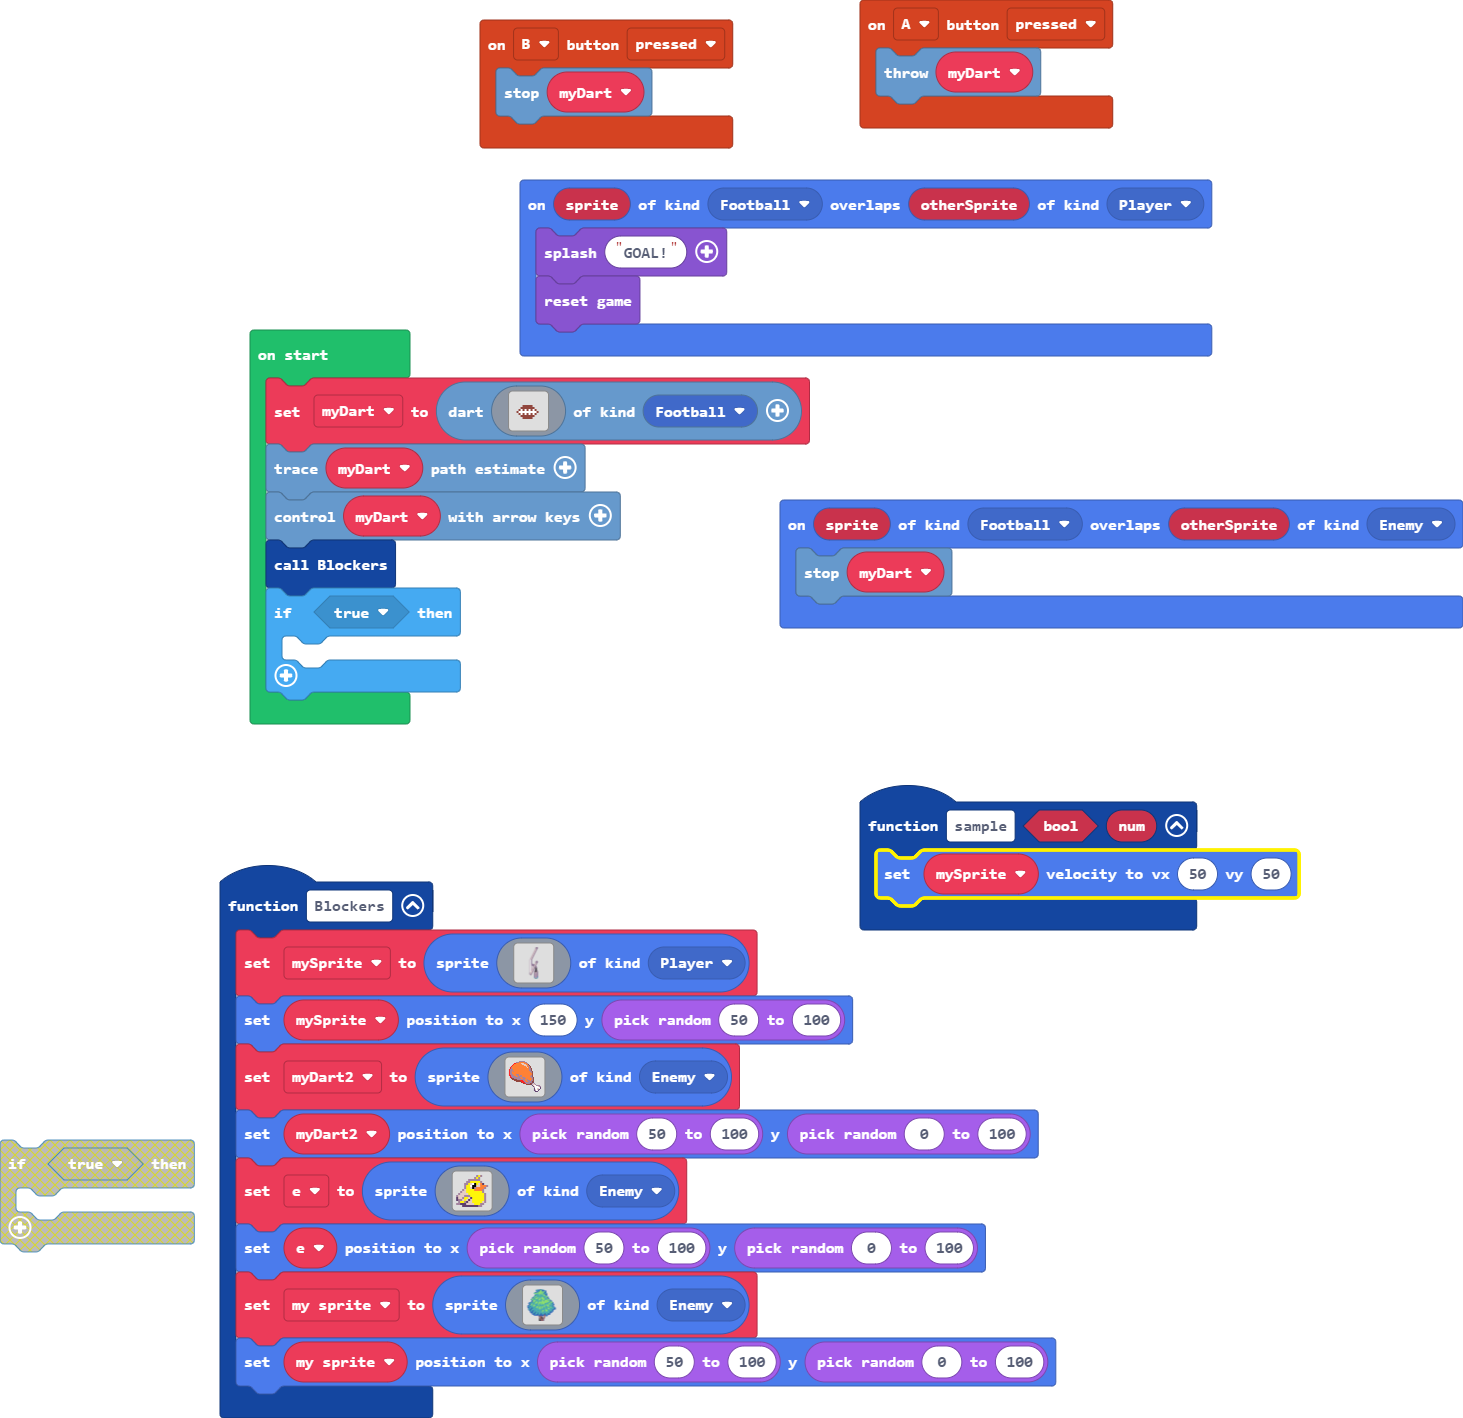 on B button pressed
stop myDart
on A button pressed
throw myDart
on sprite of kind Football overlaps otherSprite of kind Player
splash "GOAL!"
reset game
on start
set myDart to dart of kind Football
trace myDart path estimate
control myDart with arrow keys
call Blockers
if true then
on sprite of kind Football overlaps otherSprite of kind Enemy
stop myDart
function sample bool num
set mySprite velocity to vx 50 vy 50
function Blockers
set mySprite to sprite of kind Player
set mySprite position to x 150 y pick random 50 to 100
set myDart2 to sprite of kind Enemy
set myDart2 position to x pick random 50 to 100 y pick random 0 to 100
set e to sprite of kind Enemy
set e position to x pick random 50 to 100 y pick random 0 to 100
set my sprite to sprite of kind Enemy
set my sprite position to x pick random 50 to 100 y pick random 0 to 100
if true then